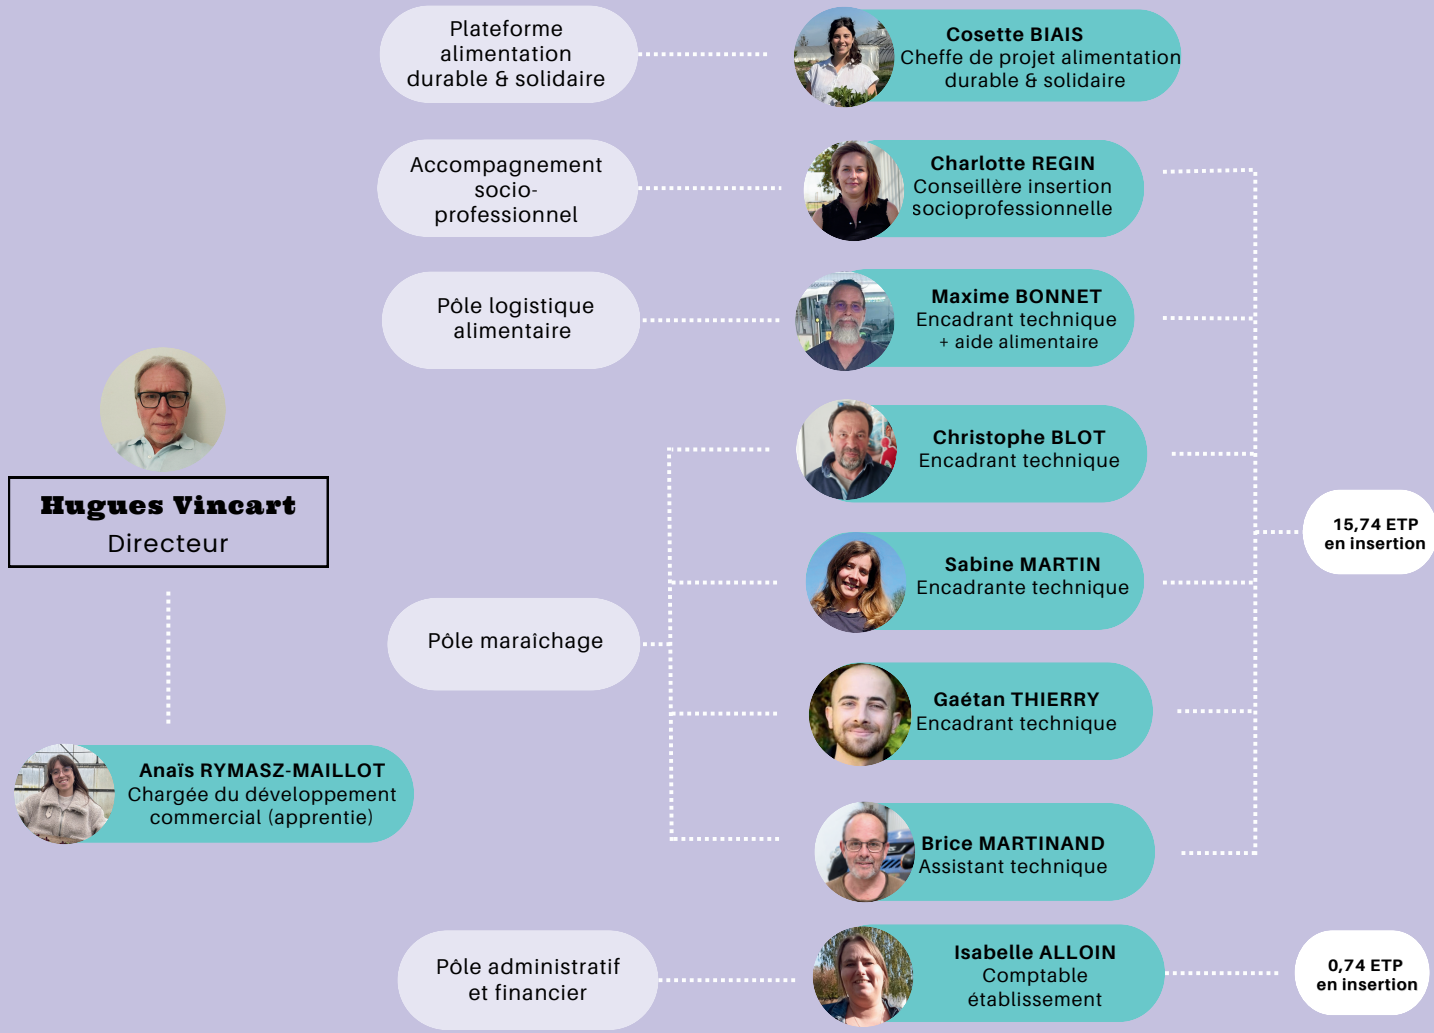 Plateforme
alimentation
durable & solidaire
Cosette BIAIS
Cheffe de projet alimentation
durable & solidaire
Accompagnement
socio-
professionnel
Charlotte REGIN
Conseillère insertion
socioprofessionnelle
Pôle logistique
alimentaire
Maxime BONNET
Encadrant technique
+ aide alimentaire
Hugues Vincart
Directeur
Christophe BLOT
Encadrant technique
15,74 ETP
en insertion
Sabine MARTIN
Encadrante technique
Pôle maraîchage
Gaétan THIERRY
Encadrant technique
Anaïs RYMASZ-MAILLOT
Chargée du développement
commercial (apprentie)
Brice MARTINAND
Assistant technique
Pôle administratif
et financier
Isabelle ALLOIN
Comptable
établissement
0,74 ETP
en insertion